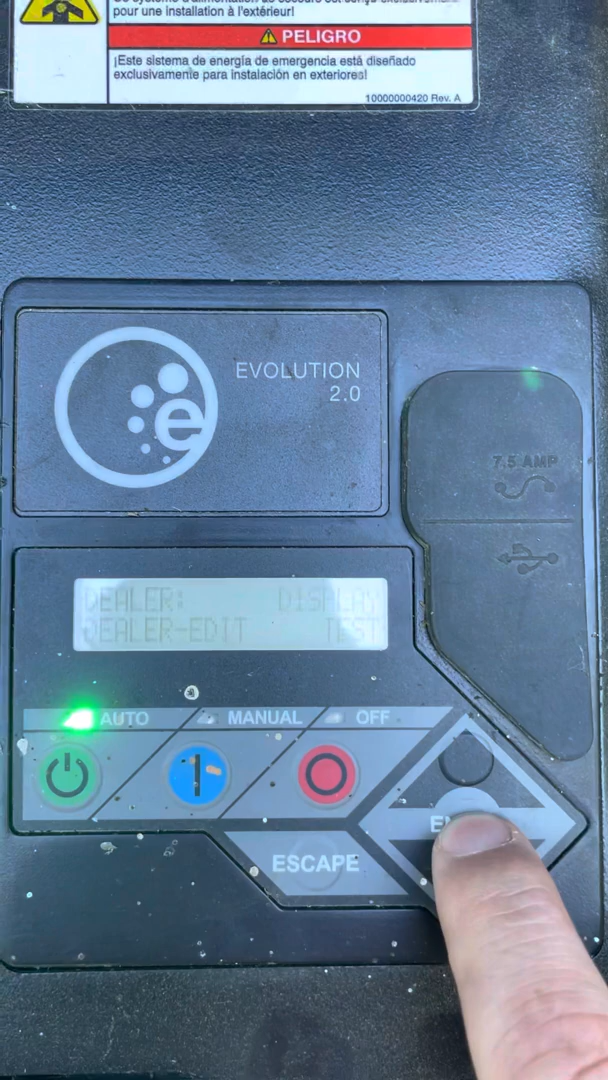 pour une installation à l'extérieur!
PELIGRO
¡Este sistema de energía de emergencia está diseñado
exclusivamente para instalación en exteriores!
10000000420 Rev. A
e
EVOLUTION
2.0
7.5 AMP
DEALER: DISPLAY
DEALER-EDIT TEST
AUTO MANUAL OFF
ESCAPE